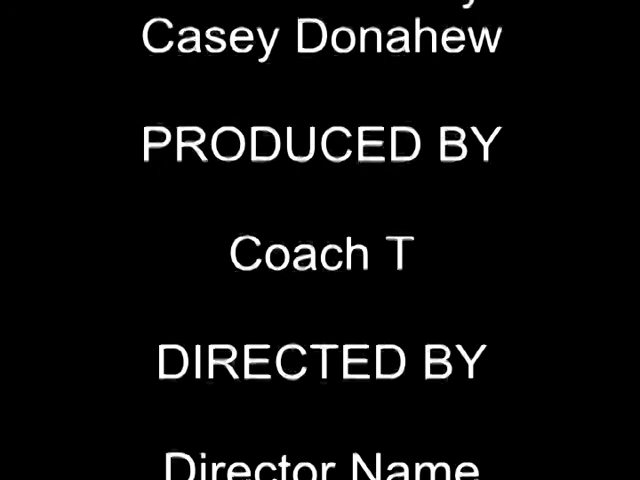 Casey Donahew
PRODUCED BY
Coach T
DIRECTED BY
Director Name